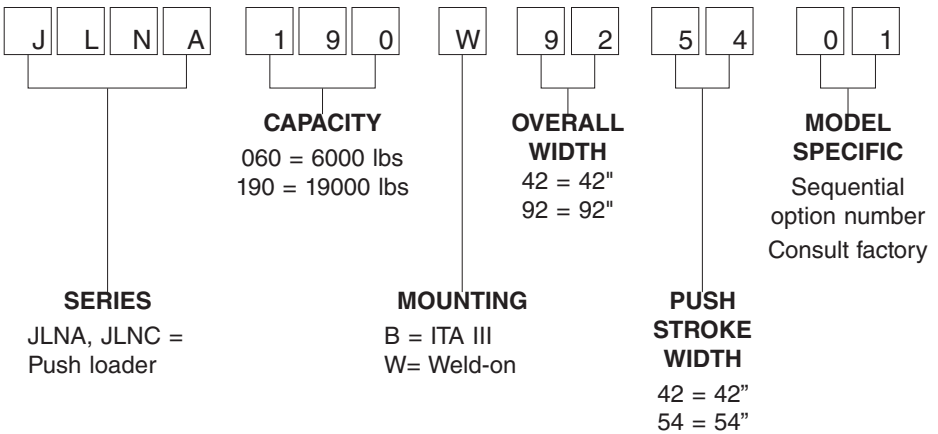 J L N A 1 9 0 W 9 2 5 4 0 1
CAPACITY
060 = 6000 lbs
190 = 19000 lbs
OVERALL
WIDTH
42 = 42"
92 = 92"
MODEL
SPECIFIC
Sequential
option number
Consult factory
SERIES
JLNA, JLNC =
Push loader
MOUNTING
B = ITA III
W= Weld-on
PUSH
STROKE
WIDTH
42 = 42”
54 = 54”